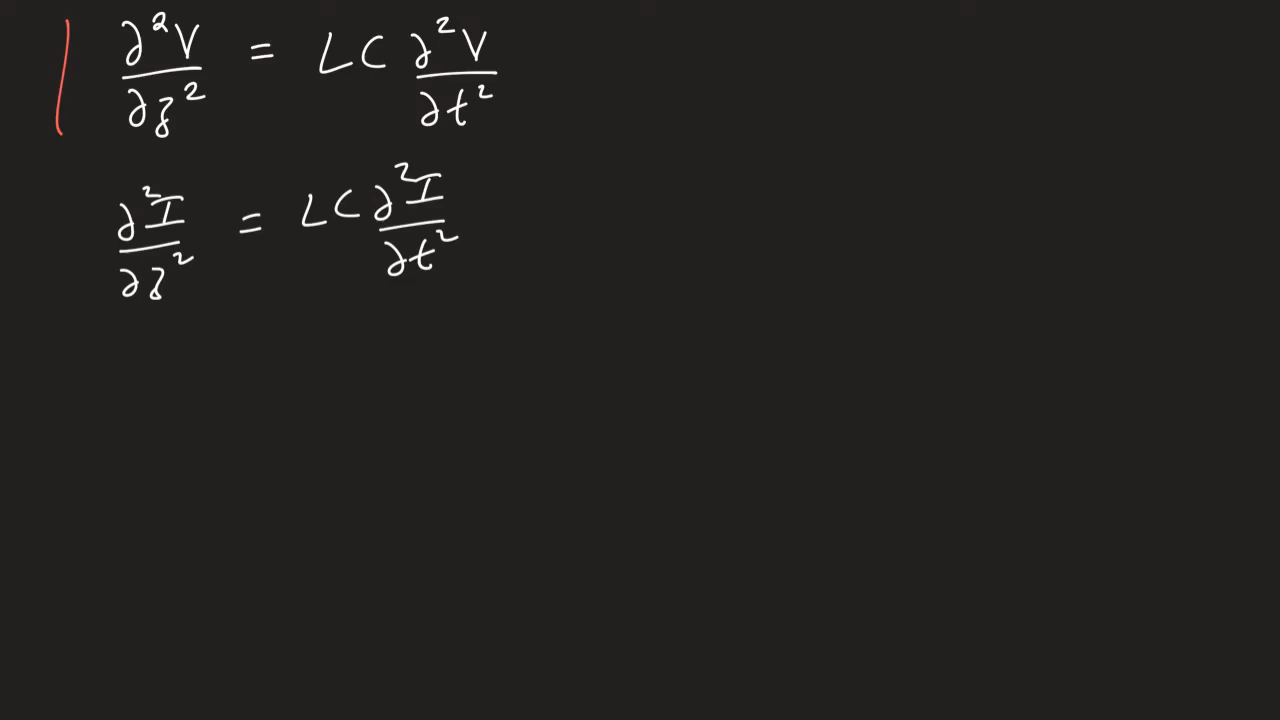 ∂²V/∂z² = LC ∂²V/∂t²
∂²I/∂z² = LC ∂²I/∂t²